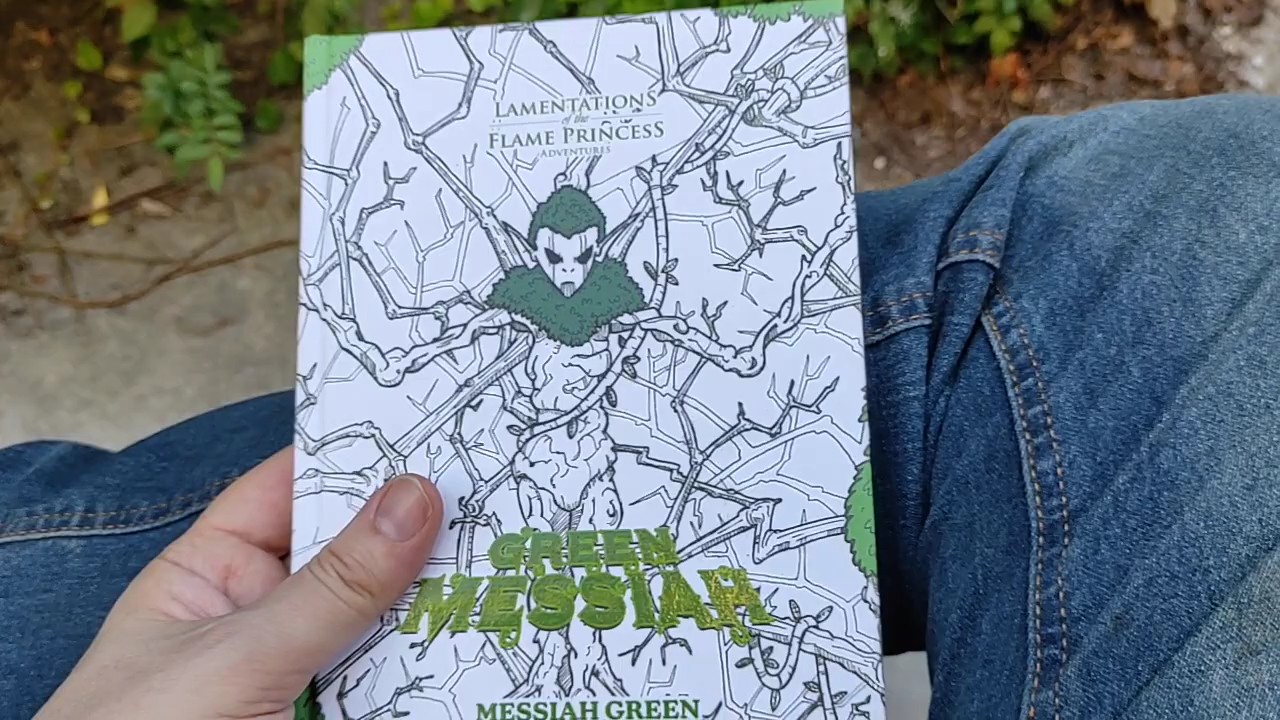 LAMENTATIONS
of the
FLAME PRINCESS
ADVENTURES
GREEN
MESSIAH
MESSIAH GREEN